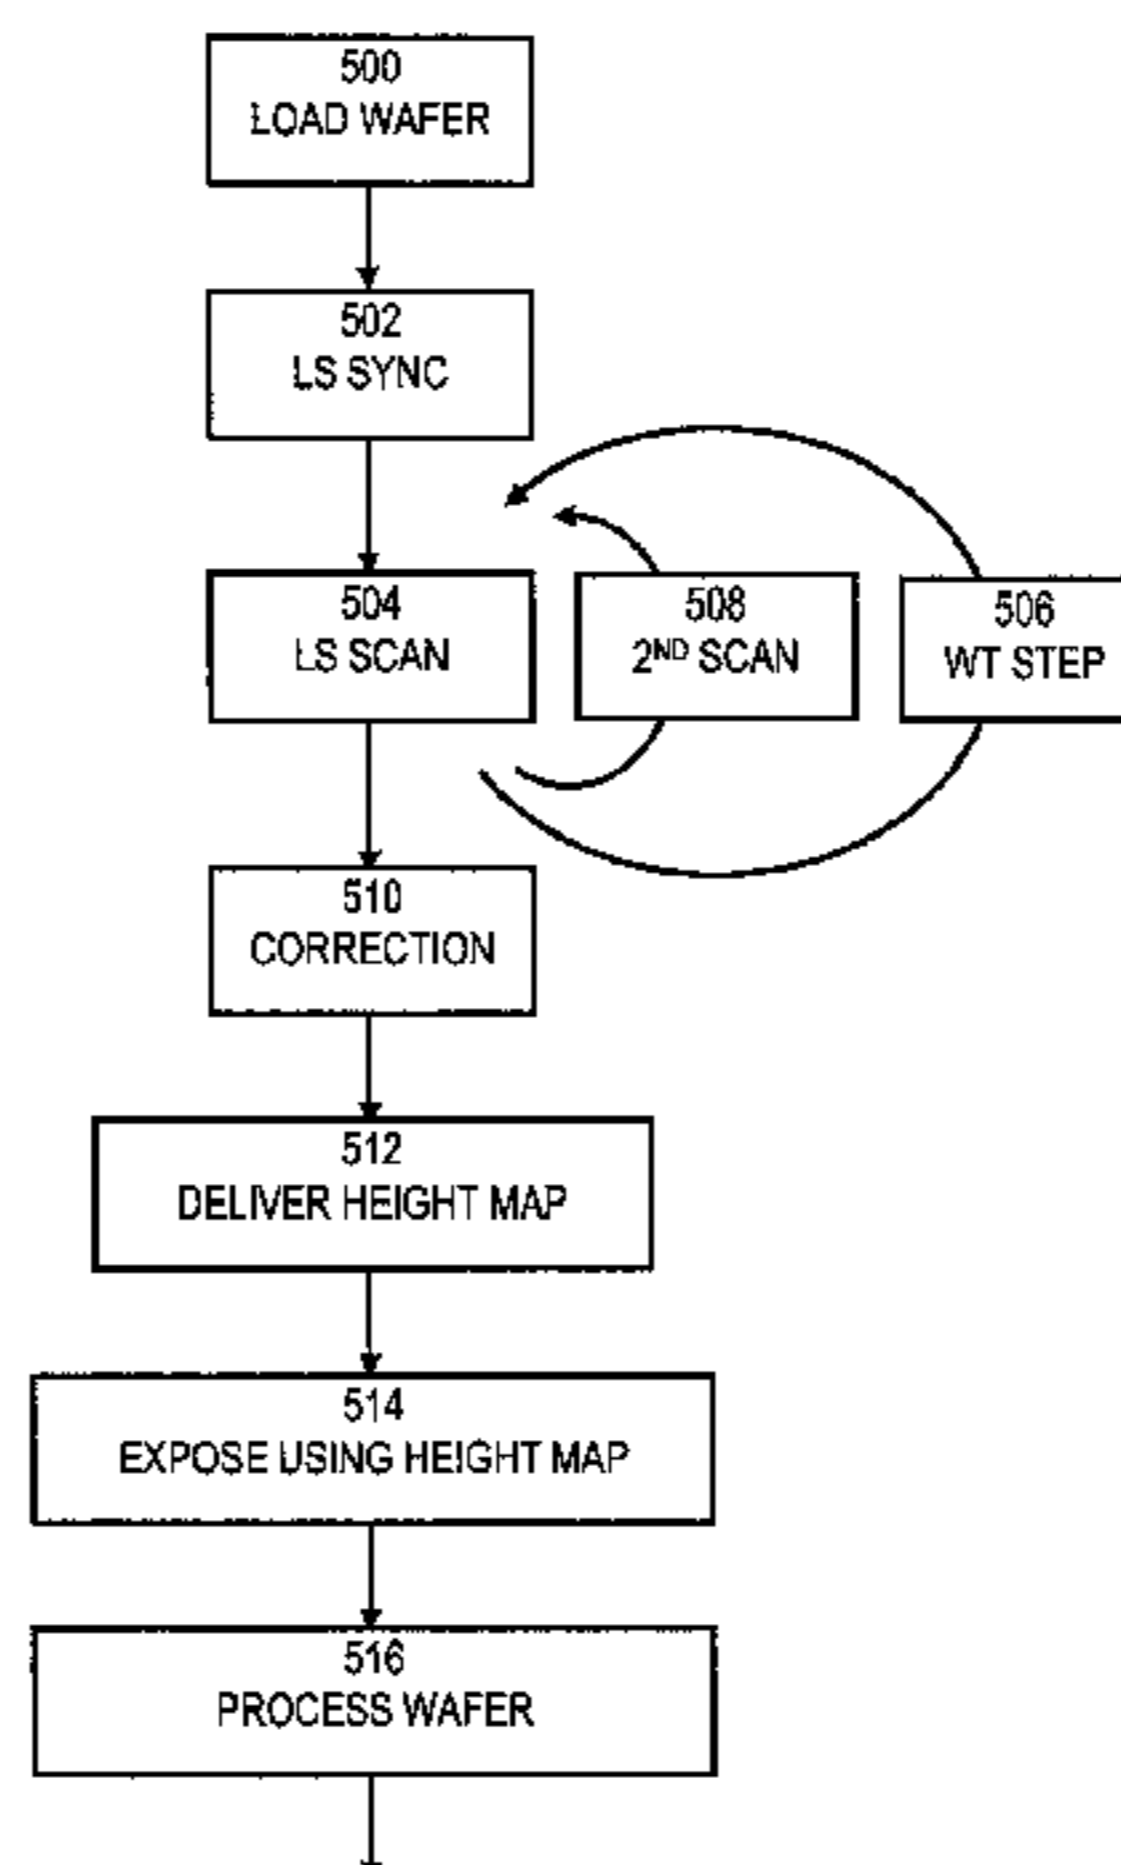 500
LOAD WAFER
502
LS SYNC
504
LS SCAN
508
2ND SCAN
506
WT STEP
510
CORRECTION
512
DELIVER HEIGHT MAP
514
EXPOSE USING HEIGHT MAP
516
PROCESS WAFER